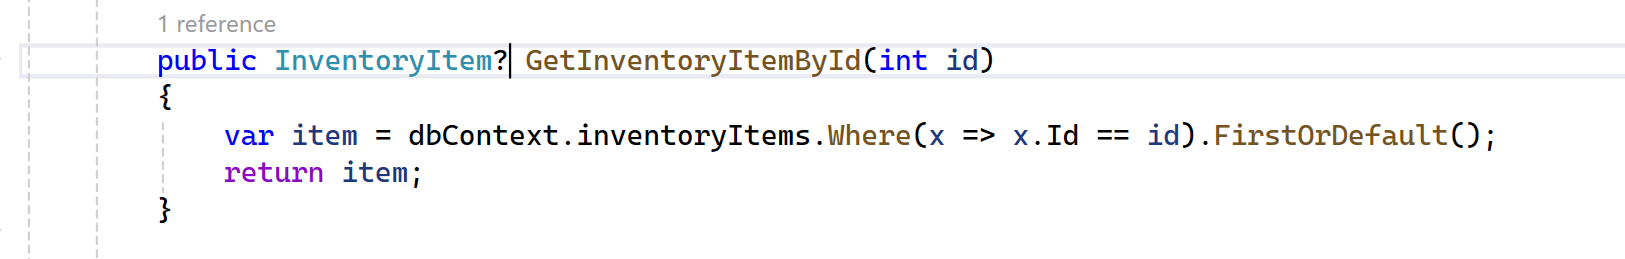 1 reference
public InventoryItem? GetInventoryItemById(int id)
{
var item = dbContext.inventoryItems.Where(x => x.Id == id).FirstOrDefault();
return item;
}